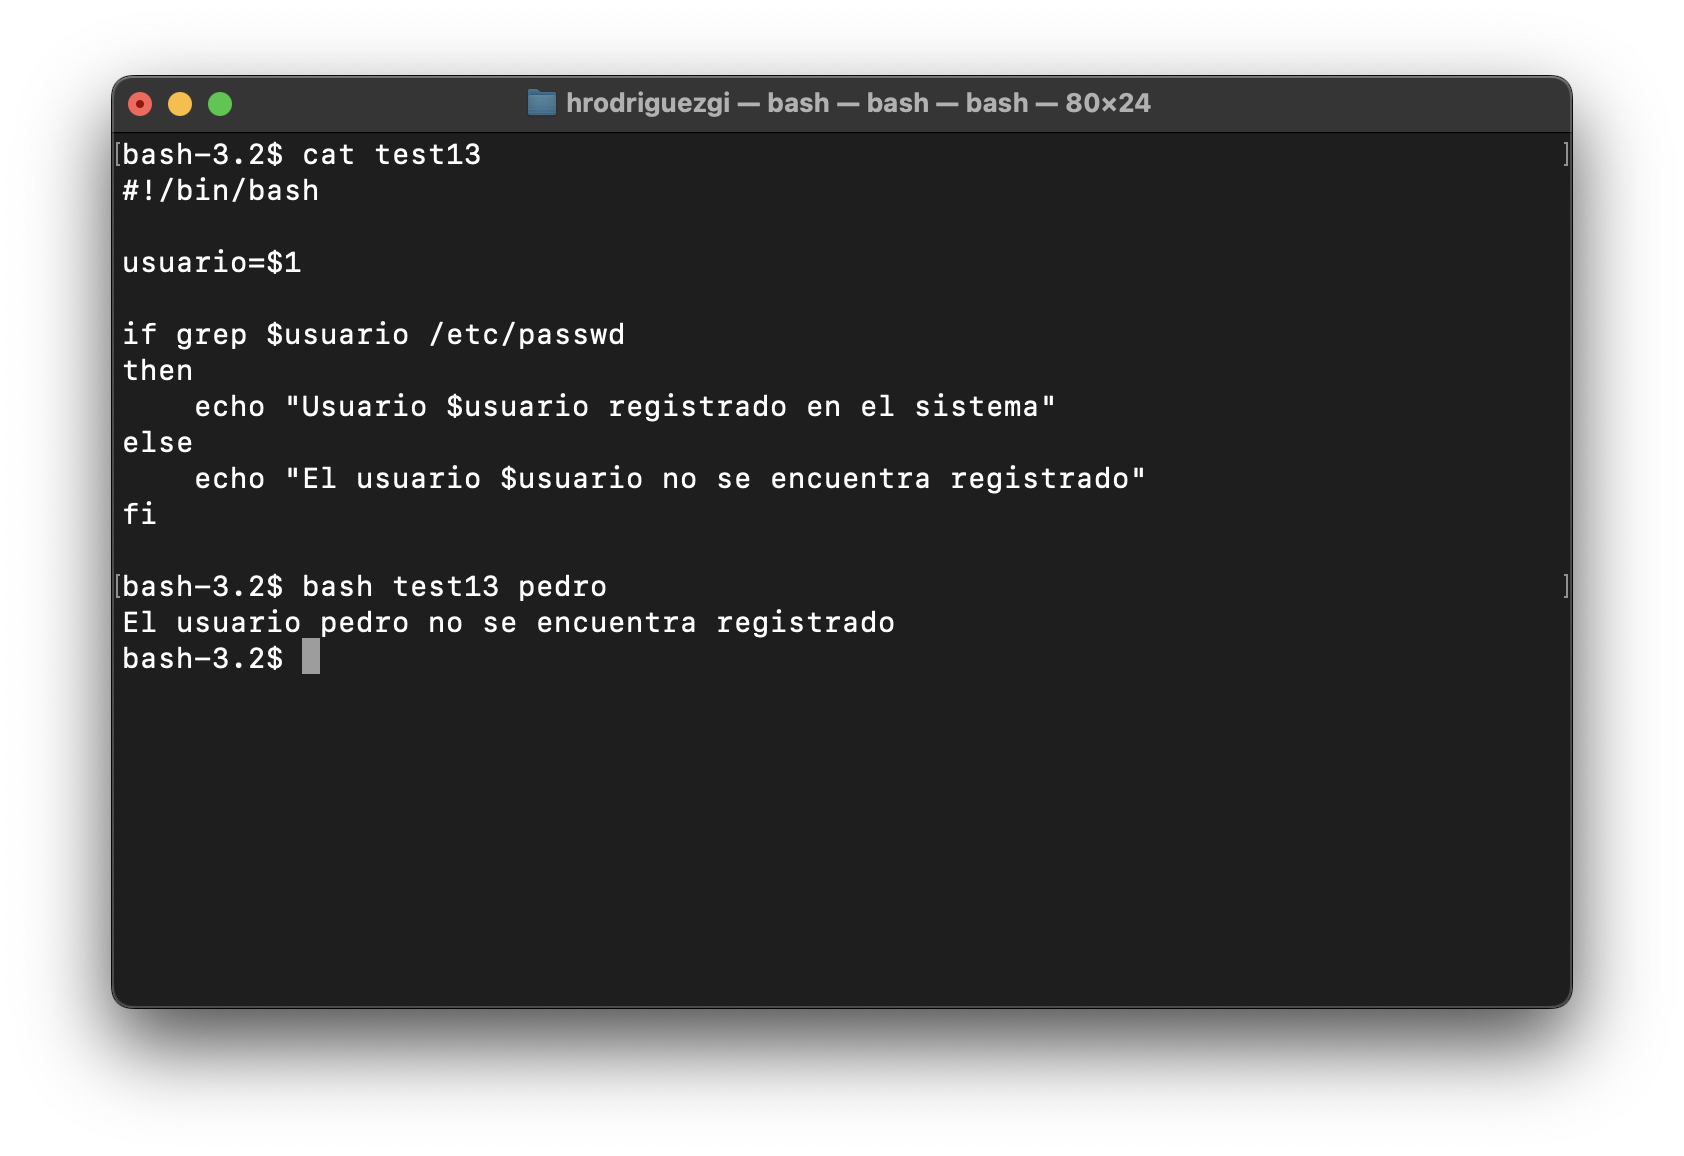 hrodriguezgi — bash — bash — bash — 80×24
[bash-3.2$ cat test13 ]
#!/bin/bash
usuario=$1
if grep $usuario /etc/passwd
then
    echo "Usuario $usuario registrado en el sistema"
else
    echo "El usuario $usuario no se encuentra registrado"
fi
[bash-3.2$ bash test13 pedro ]
El usuario pedro no se encuentra registrado
bash-3.2$